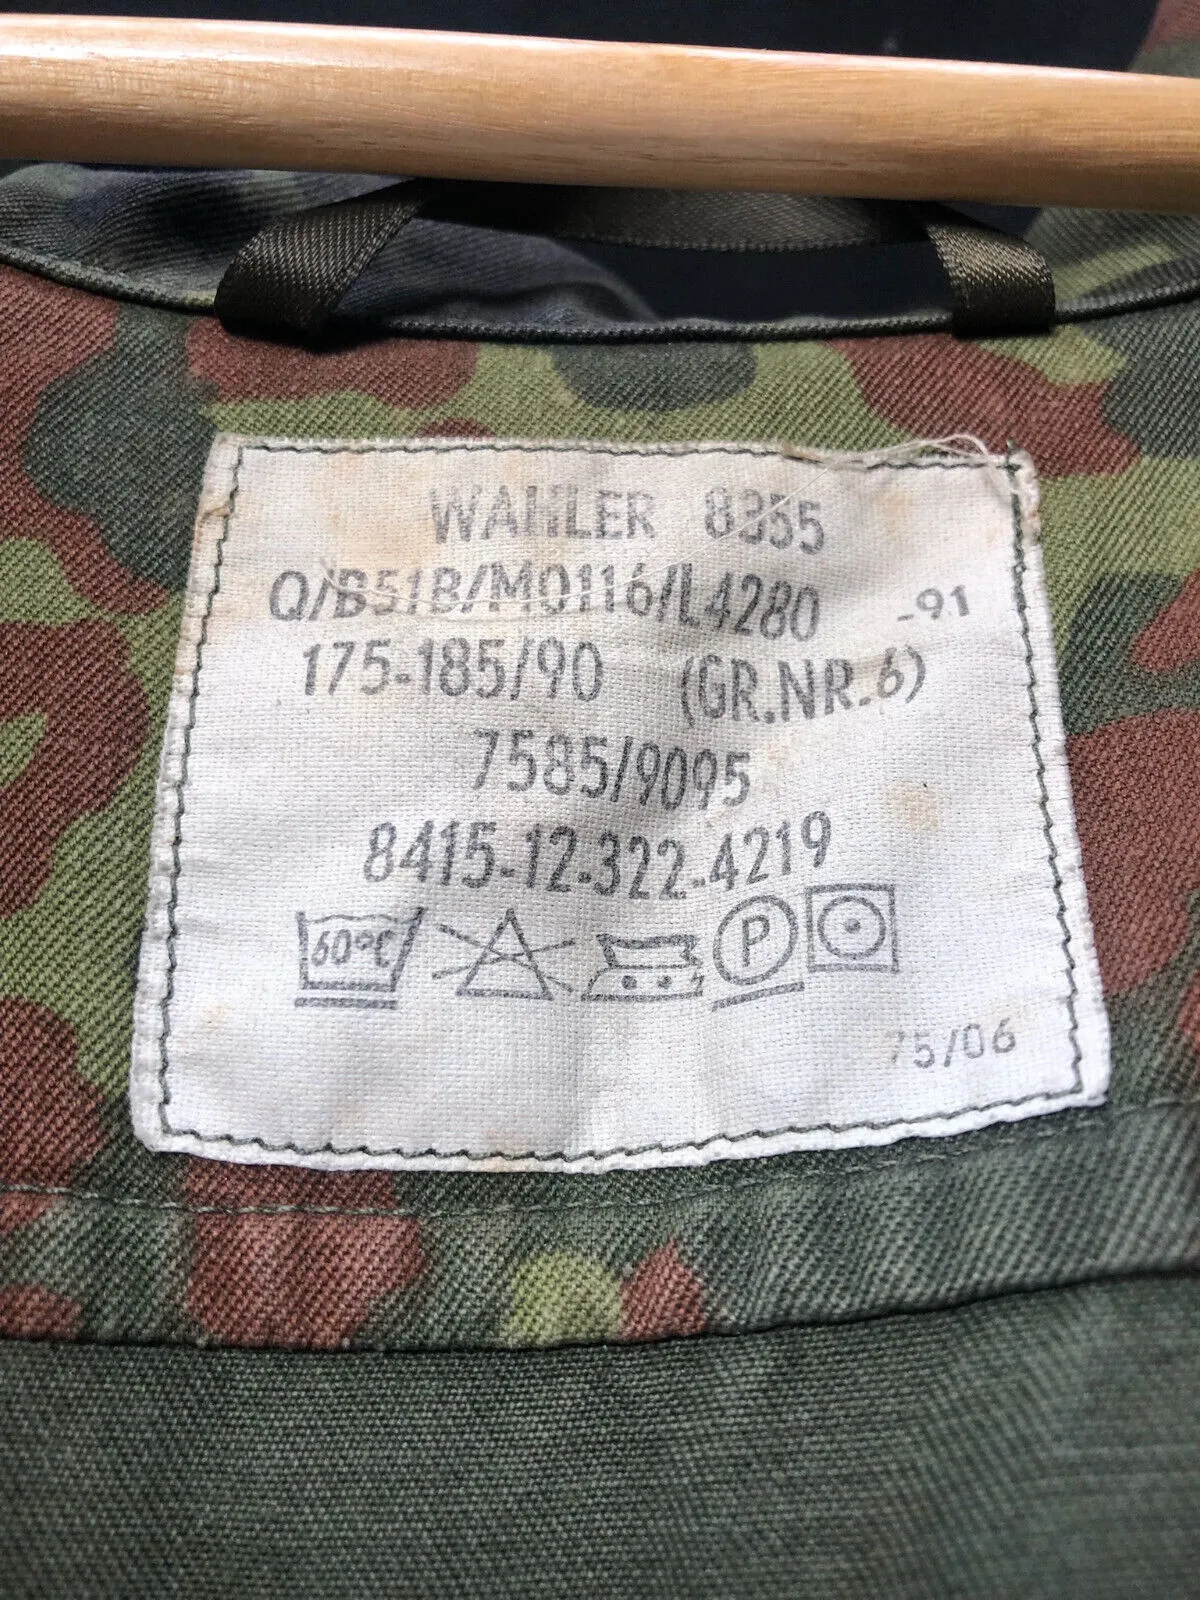 WAHLER 8355
Q/B51B/M0116/L4280 -91
175-185/90 (GR.NR.6)
7585/9095
8415-12-322-4219
60°C P
75/06